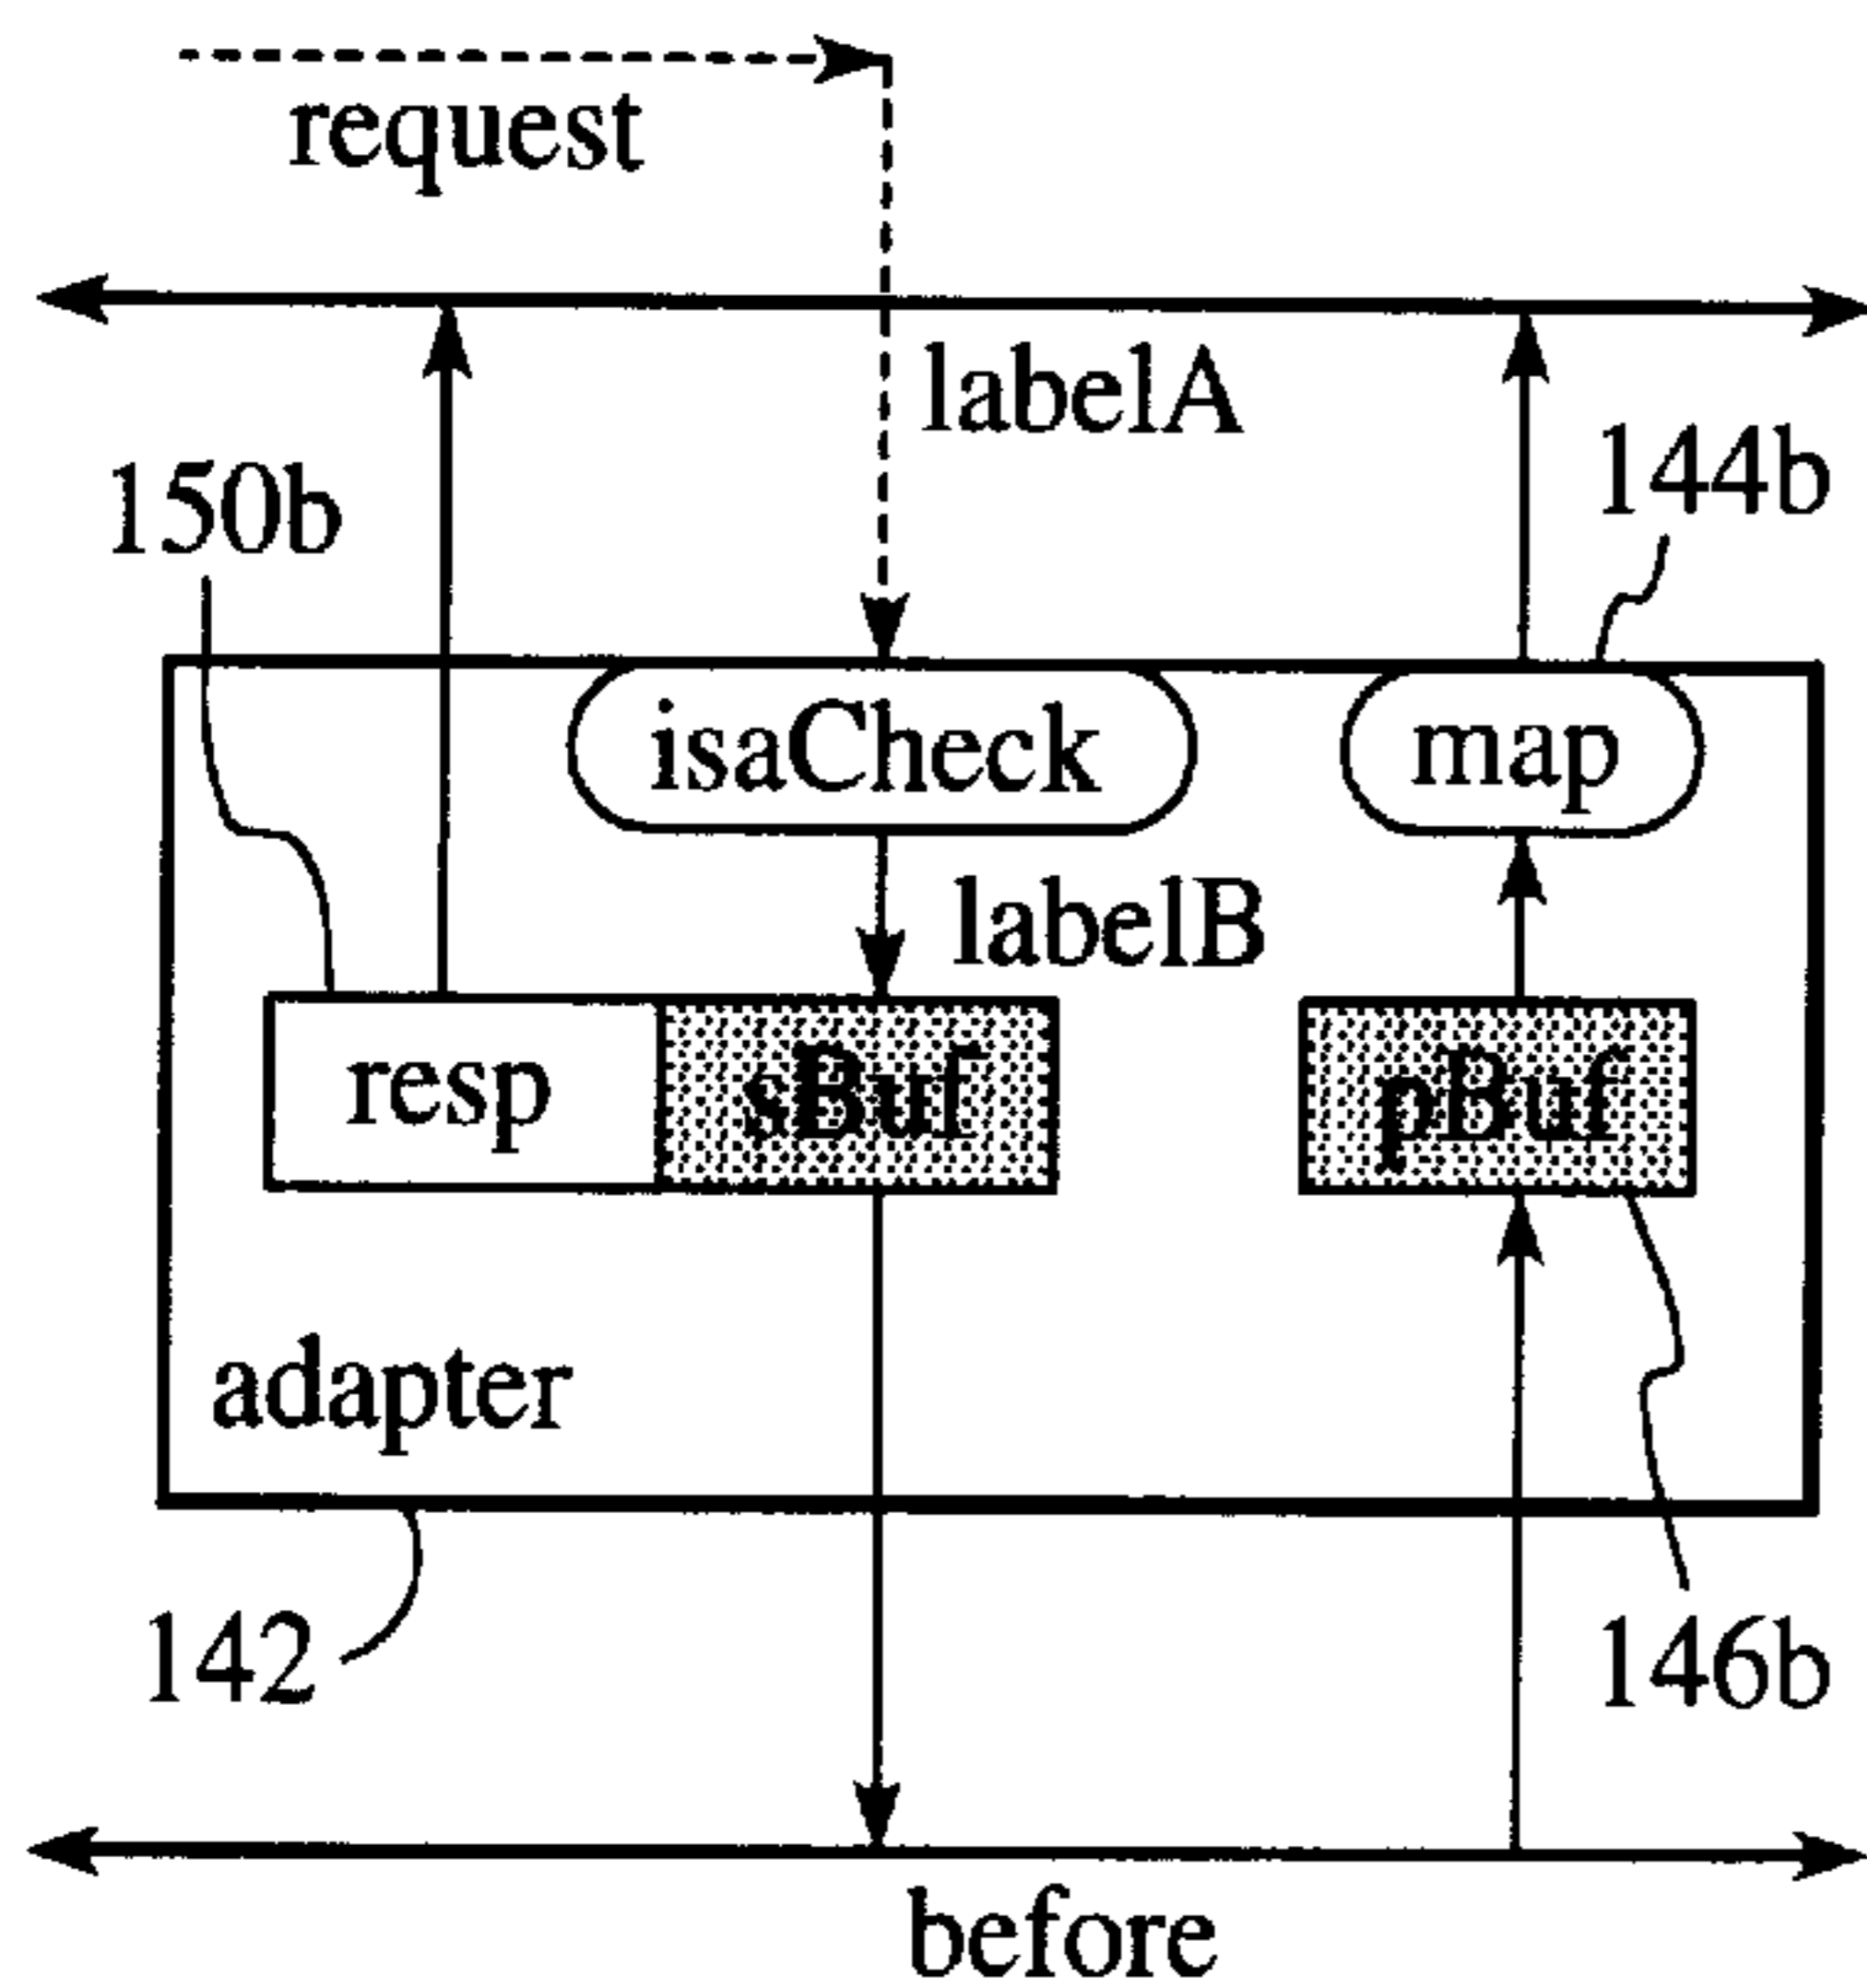 request
labelA
150b
144b
isaCheck
map
labelB
resp
sBuf
pBuf
adapter
142
146b
before